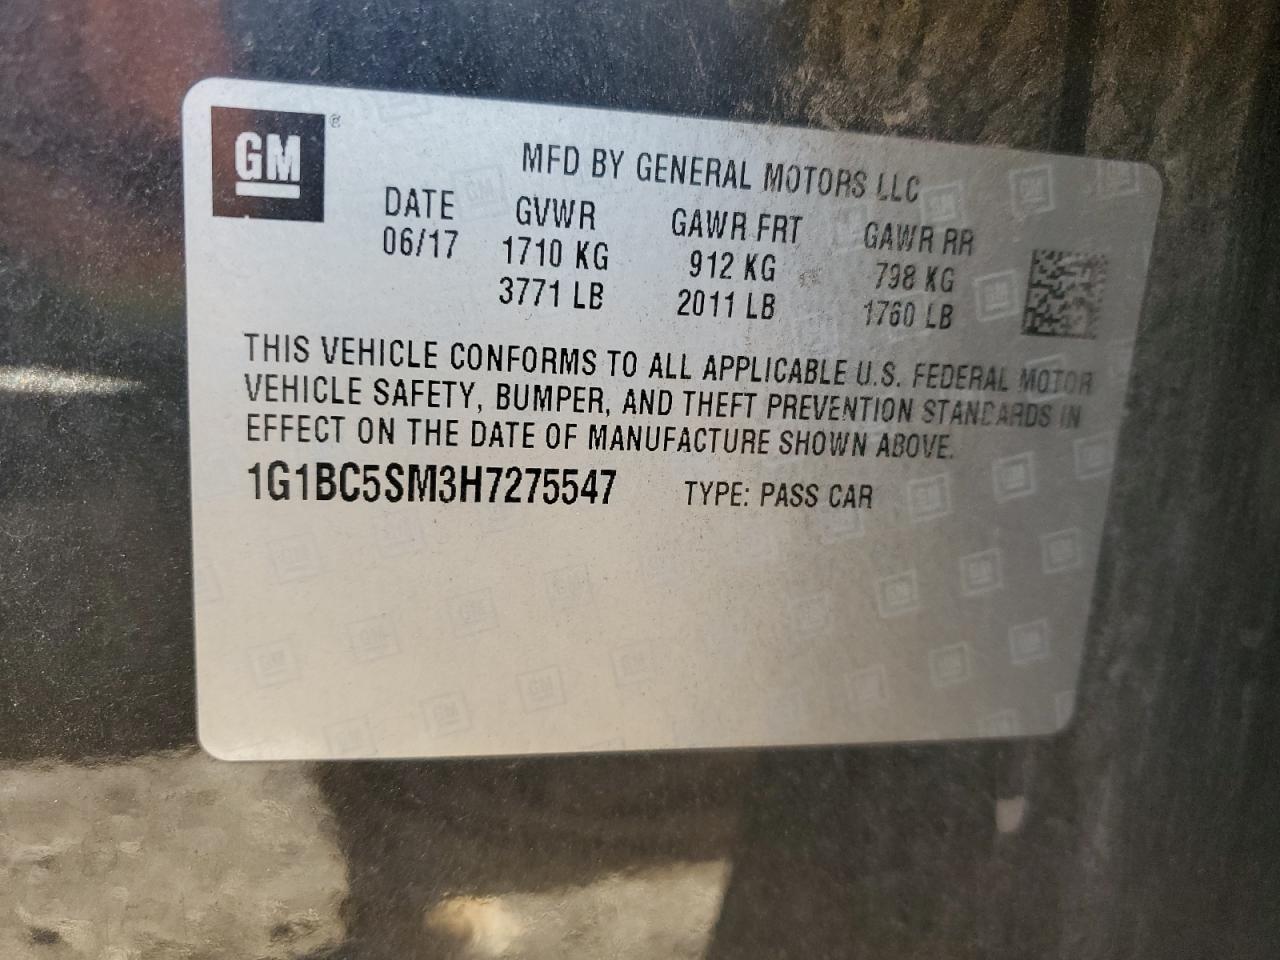 GM ®
MFD BY GENERAL MOTORS LLC
DATE GVWR GAWR FRT GAWR RR
06/17 1710 KG 912 KG 798 KG
3771 LB 2011 LB 1760 LB
THIS VEHICLE CONFORMS TO ALL APPLICABLE U.S. FEDERAL MOTOR
VEHICLE SAFETY, BUMPER, AND THEFT PREVENTION STANDARDS IN
EFFECT ON THE DATE OF MANUFACTURE SHOWN ABOVE.
1G1BC5SM3H7275547 TYPE: PASS CAR